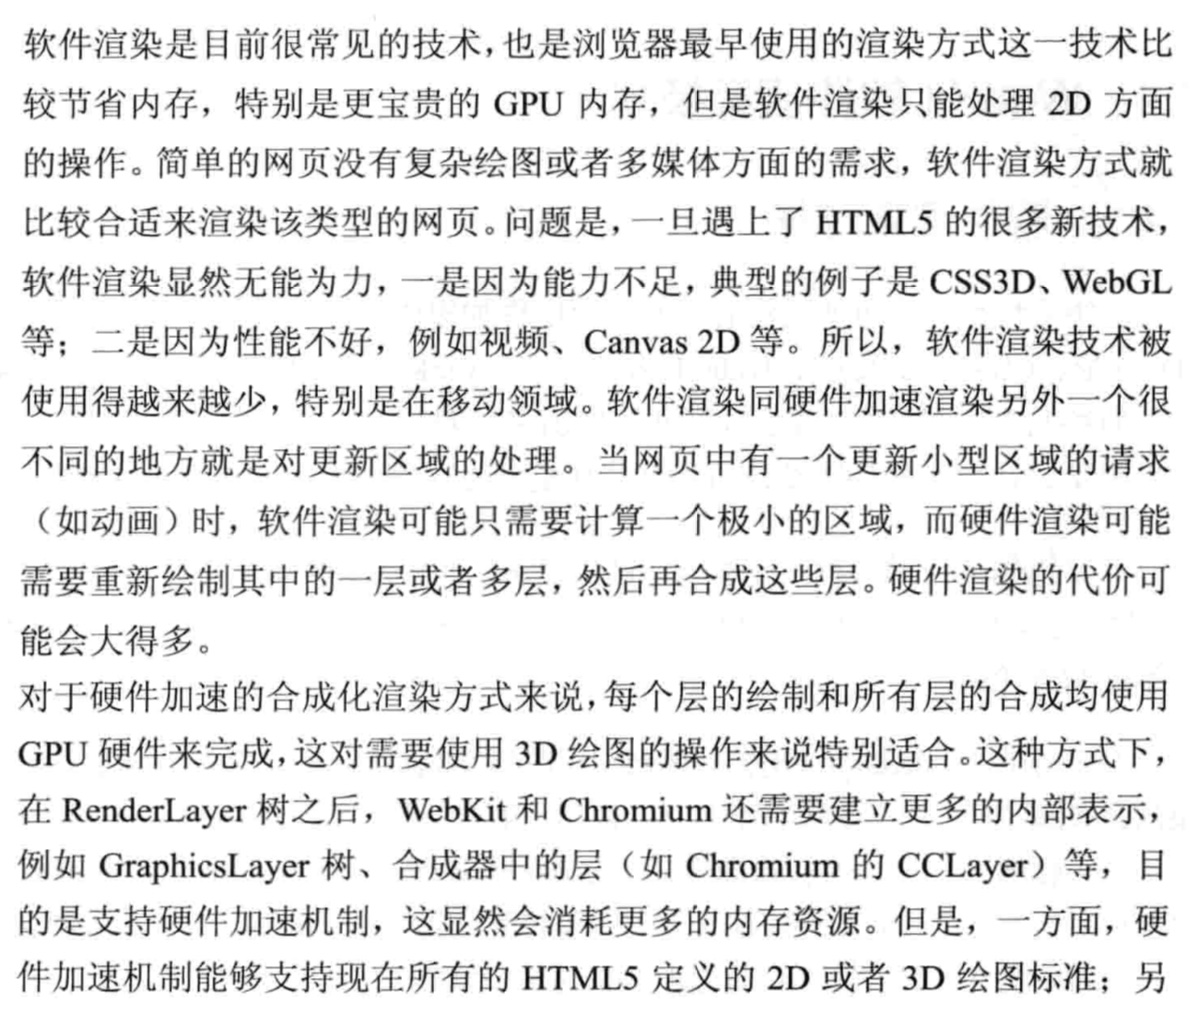 软件渲染是目前很常见的技术，也是浏览器最早使用的渲染方式这一技术比
较节省内存，特别是更宝贵的 GPU 内存，但是软件渲染只能处理 2D 方面
的操作。简单的网页没有复杂绘图或者多媒体方面的需求，软件渲染方式就
比较合适来渲染该类型的网页。问题是，一旦遇上了 HTML5 的很多新技术，
软件渲染显然无能为力，一是因为能力不足，典型的例子是 CSS3D、WebGL
等；二是因为性能不好，例如视频、Canvas 2D 等。所以，软件渲染技术被
使用得越来越少，特别是在移动领域。软件渲染同硬件加速渲染另外一个很
不同的地方就是对更新区域的处理。当网页中有一个更新小型区域的请求
（如动画）时，软件渲染可能只需要计算一个极小的区域，而硬件渲染可能
需要重新绘制其中的一层或者多层，然后再合成这些层。硬件渲染的代价可
能会大得多。
对于硬件加速的合成化渲染方式来说，每个层的绘制和所有层的合成均使用
GPU 硬件来完成，这对需要使用 3D 绘图的操作来说特别适合。这种方式下，
在 RenderLayer 树之后，WebKit 和 Chromium 还需要建立更多的内部表示，
例如 GraphicsLayer 树、合成器中的层（如 Chromium 的 CCLayer）等，目
的是支持硬件加速机制，这显然会消耗更多的内存资源。但是，一方面，硬
件加速机制能够支持现在所有的 HTML5 定义的 2D 或者 3D 绘图标准；另